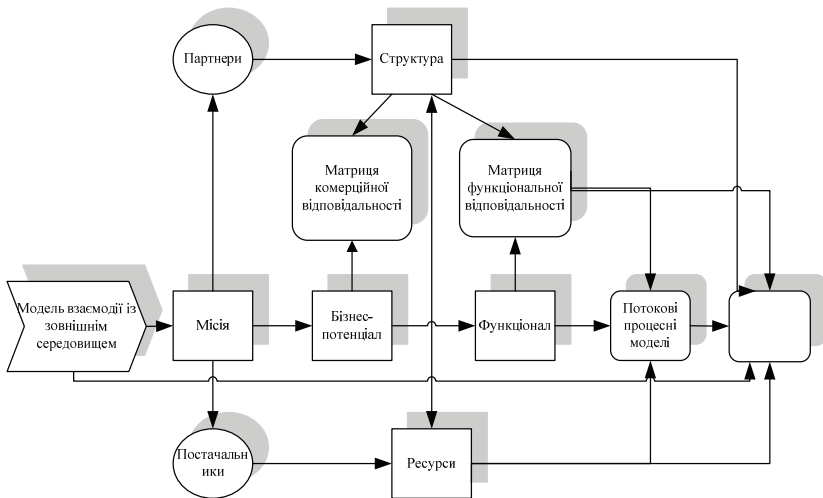 Партнери
Структура
Матриця
комерційної
відповідальності
Матриця
функціональної
відповідальності
Модель взаємодії із
зовнішнім
середовищем
Місія
Бізнес-
потенціал
Функціонал
Потокові
процесні
моделі
Постачальн
ики
Ресурси